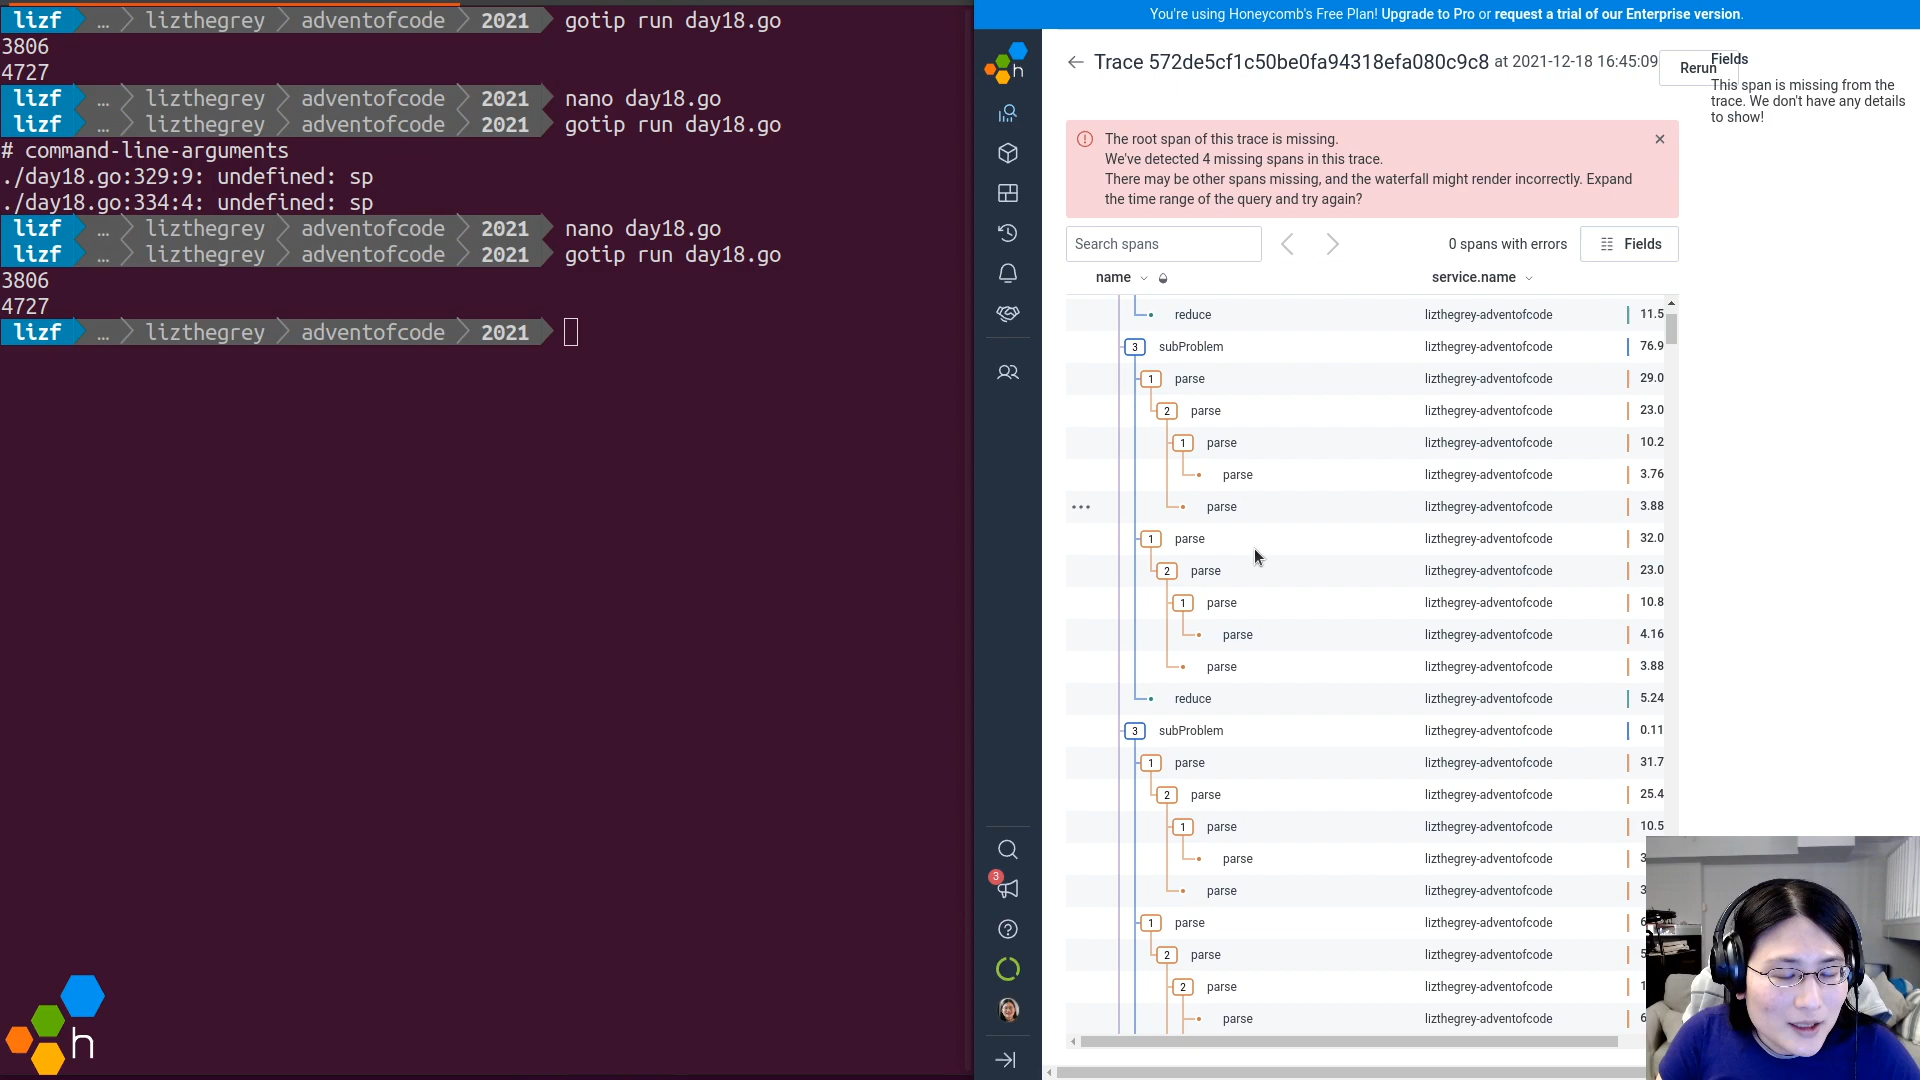 lizf … lizthegrey adventofcode 2021 gotip run day18.go
3806
4727
lizf … lizthegrey adventofcode 2021 nano day18.go
lizf … lizthegrey adventofcode 2021 gotip run day18.go
# command-line-arguments
./day18.go:329:9: undefined: sp
./day18.go:334:4: undefined: sp
lizf … lizthegrey adventofcode 2021 nano day18.go
lizf … lizthegrey adventofcode 2021 gotip run day18.go
3806
4727
lizf … lizthegrey adventofcode 2021
h
You're using Honeycomb's Free Plan! Upgrade to Pro or request a trial of our Enterprise version.
h
3
Trace 572de5cf1c50be0fa94318efa080c9c8 at 2021-12-18 16:45:09
Rerun
Fields
This span is missing from the
trace. We don't have any details
to show!
The root span of this trace is missing.
We've detected 4 missing spans in this trace.
There may be other spans missing, and the waterfall might render incorrectly. Expand
the time range of the query and try again?
Search spans
0 spans with errors
Fields
name service.name
reduce lizthegrey-adventofcode 11.5
3 subProblem lizthegrey-adventofcode 76.9
1 parse lizthegrey-adventofcode 29.0
2 parse lizthegrey-adventofcode 23.0
1 parse lizthegrey-adventofcode 10.2
parse lizthegrey-adventofcode 3.76
parse lizthegrey-adventofcode 3.88
1 parse lizthegrey-adventofcode 32.0
2 parse lizthegrey-adventofcode 23.0
1 parse lizthegrey-adventofcode 10.8
parse lizthegrey-adventofcode 4.16
parse lizthegrey-adventofcode 3.88
reduce lizthegrey-adventofcode 5.24
3 subProblem lizthegrey-adventofcode 0.11
1 parse lizthegrey-adventofcode 31.7
2 parse lizthegrey-adventofcode 25.4
1 parse lizthegrey-adventofcode 10.5
parse lizthegrey-adventofcode 3
parse lizthegrey-adventofcode 3
1 parse lizthegrey-adventofcode 6
2 parse lizthegrey-adventofcode 5
2 parse lizthegrey-adventofcode 1
parse lizthegrey-adventofcode 6